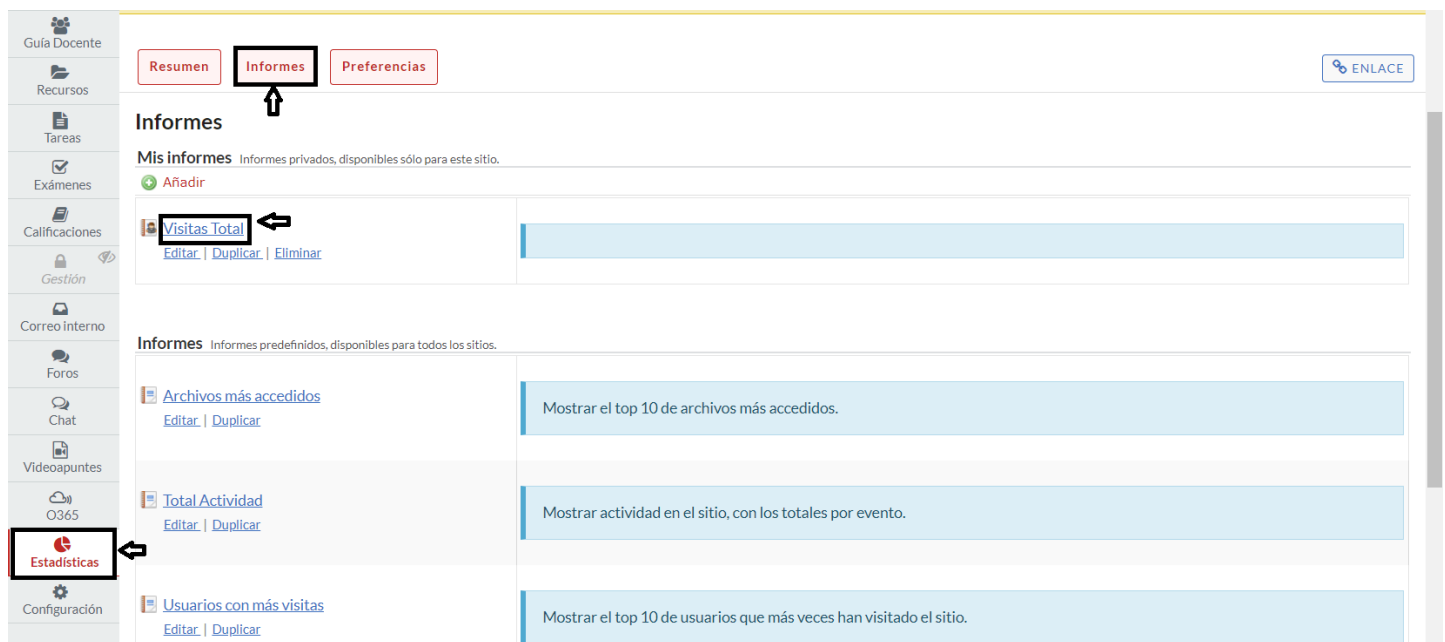 Guía Docente
Recursos
Tareas
Exámenes
Calificaciones
Gestión
Correo interno
Foros
Chat
Videoapuntes
O365
Estadísticas
Configuración
Resumen Informes Preferencias
ENLACE
Informes
Mis informes Informes privados, disponibles sólo para este sitio.
Añadir
Visitas Total
Editar | Duplicar | Eliminar
Informes Informes predefinidos, disponibles para todos los sitios.
Archivos más accedidos
Editar | Duplicar
Mostrar el top 10 de archivos más accedidos.
Total Actividad
Editar | Duplicar
Mostrar actividad en el sitio, con los totales por evento.
Usuarios con más visitas
Editar | Duplicar
Mostrar el top 10 de usuarios que más veces han visitado el sitio.